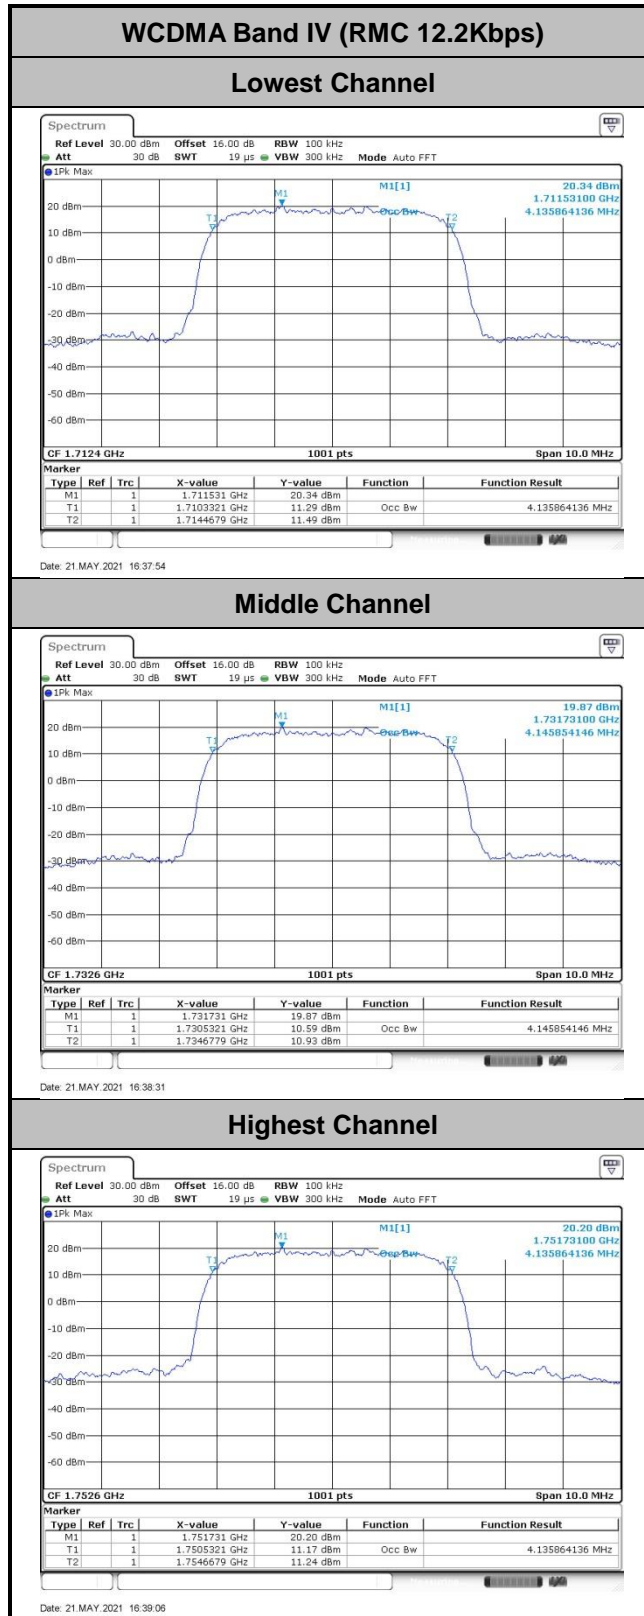 WCDMA Band IV (RMC 12.2Kbps)
Lowest Channel
Spectrum
Ref Level 30.00 dBm Offset 16.00 dB RBW 100 kHz
Att 30 dB SWT 19 µs VBW 300 kHz Mode Auto FFT
1Pk Max
M1[1] 20.34 dBm
1.71153100 GHz
Occ Bw 4.135864136 MHz
M1
T1
T2
20 dBm
10 dBm
0 dBm
-10 dBm
-20 dBm
-30 dBm
-40 dBm
-50 dBm
-60 dBm
CF 1.7124 GHz 1001 pts Span 10.0 MHz
Marker
Type Ref Trc X-value Y-value Function Function Result
M1 1 1.711531 GHz 20.34 dBm
T1 1 1.7103321 GHz 11.29 dBm Occ Bw 4.135864136 MHz
T2 1 1.7144679 GHz 11.49 dBm
Date: 21.MAY.2021 16:37:54
Middle Channel
Spectrum
Ref Level 30.00 dBm Offset 16.00 dB RBW 100 kHz
Att 30 dB SWT 19 µs VBW 300 kHz Mode Auto FFT
1Pk Max
M1[1] 19.87 dBm
1.73173100 GHz
Occ Bw 4.145854146 MHz
M1
T1
T2
20 dBm
10 dBm
0 dBm
-10 dBm
-20 dBm
-30 dBm
-40 dBm
-50 dBm
-60 dBm
CF 1.7326 GHz 1001 pts Span 10.0 MHz
Marker
Type Ref Trc X-value Y-value Function Function Result
M1 1 1.731731 GHz 19.87 dBm
T1 1 1.7305321 GHz 10.59 dBm Occ Bw 4.145854146 MHz
T2 1 1.7346779 GHz 10.93 dBm
Date: 21.MAY.2021 16:38:31
Highest Channel
Spectrum
Ref Level 30.00 dBm Offset 16.00 dB RBW 100 kHz
Att 30 dB SWT 19 µs VBW 300 kHz Mode Auto FFT
1Pk Max
M1[1] 20.20 dBm
1.75173100 GHz
Occ Bw 4.135864136 MHz
M1
T1
T2
20 dBm
10 dBm
0 dBm
-10 dBm
-20 dBm
-30 dBm
-40 dBm
-50 dBm
-60 dBm
CF 1.7526 GHz 1001 pts Span 10.0 MHz
Marker
Type Ref Trc X-value Y-value Function Function Result
M1 1 1.751731 GHz 20.20 dBm
T1 1 1.7505321 GHz 11.17 dBm Occ Bw 4.135864136 MHz
T2 1 1.7546679 GHz 11.24 dBm
Date: 21.MAY.2021 16:39:06